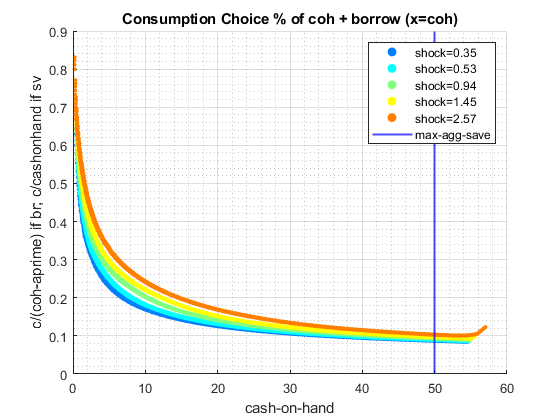 Consumption Choice % of coh + borrow (x=coh)
c/(coh-aprime) if br, c/cashonhand if sv
0.9
0.8
0.7
0.6
0.5
0.4
0.3
0.2
0.1
0
shock=0.35
shock=0.53
shock=0.94
shock=1.45
shock=2.57
max-agg-save
0 10 20 30 40 50 60
cash-on-hand